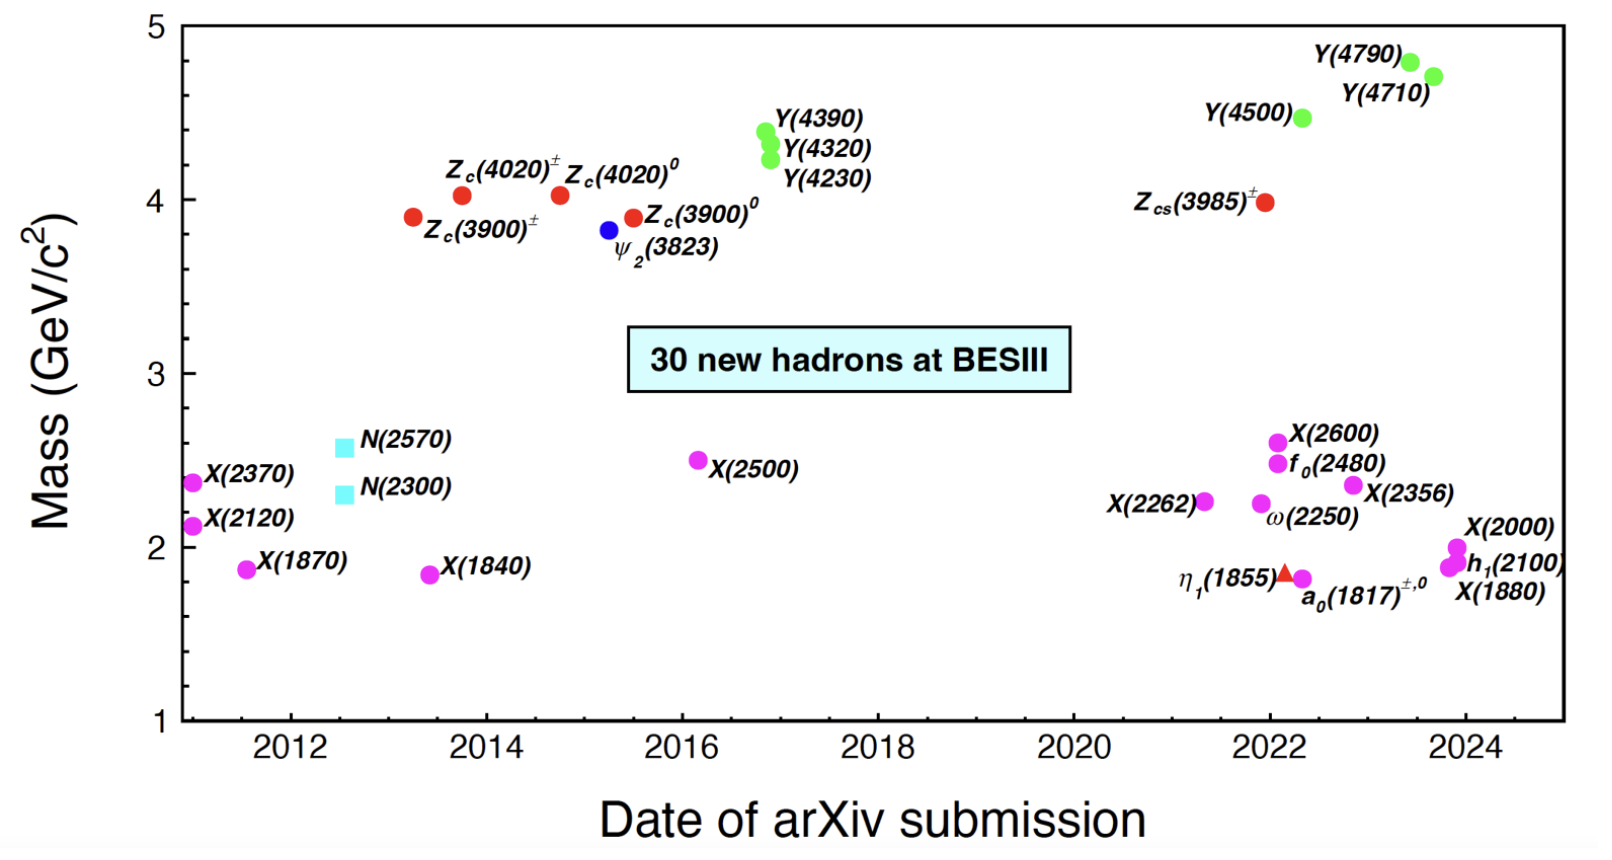 5
4
3
2
1
Mass (GeV/c²)
Y(4790)
Y(4710)
Y(4500)
Y(4390)
Y(4320)
Y(4230)
Z_c(4020)^±
Z_c(4020)^0
Z_c(3900)^±
Z_c(3900)^0
ψ_2(3823)
Z_cs(3985)^±
30 new hadrons at BESIII
N(2570)
N(2300)
X(2370)
X(2120)
X(1870)
X(1840)
X(2500)
X(2600)
f_0(2480)
X(2262)
X(2356)
ω(2250)
X(2000)
η_1(1855)
h_1(2100)
a_0(1817)^±,0
X(1880)
2012 2014 2016 2018 2020 2022 2024
Date of arXiv submission